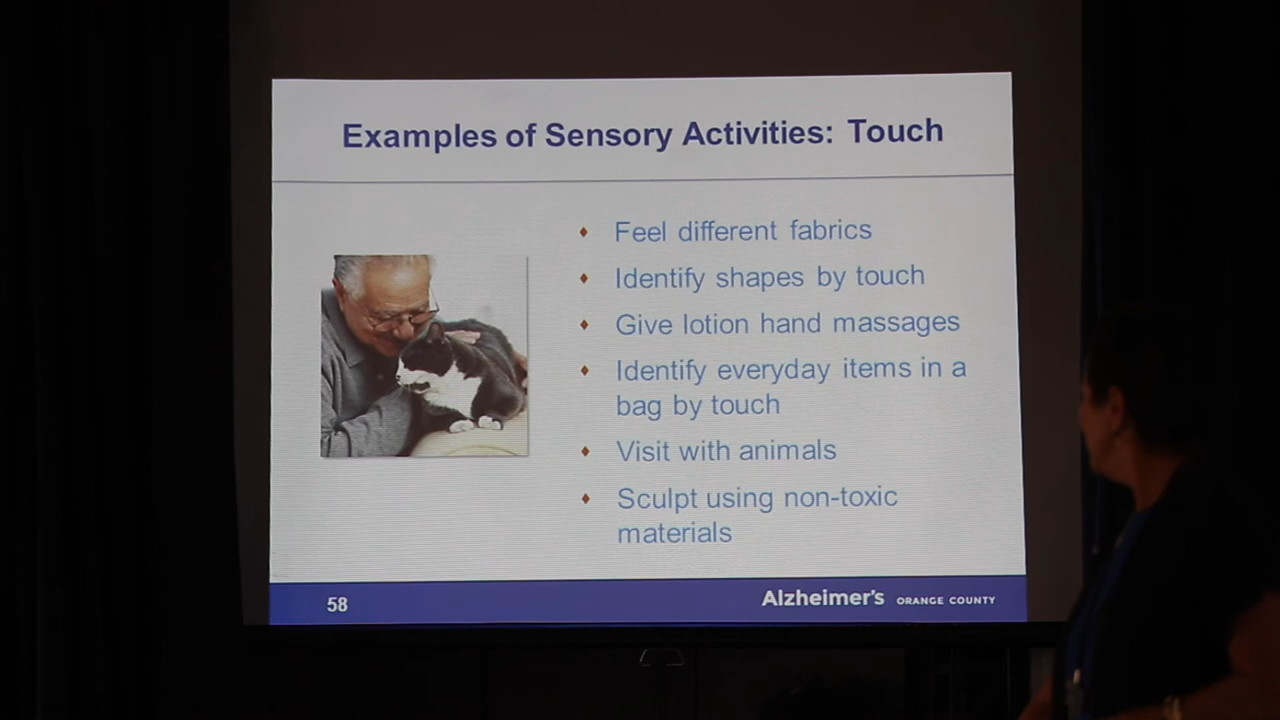 Examples of Sensory Activities: Touch
Feel different fabrics
Identify shapes by touch
Give lotion hand massages
Identify everyday items in a
bag by touch
Visit with animals
Sculpt using non-toxic
materials
58
Alzheimer's ORANGE COUNTY